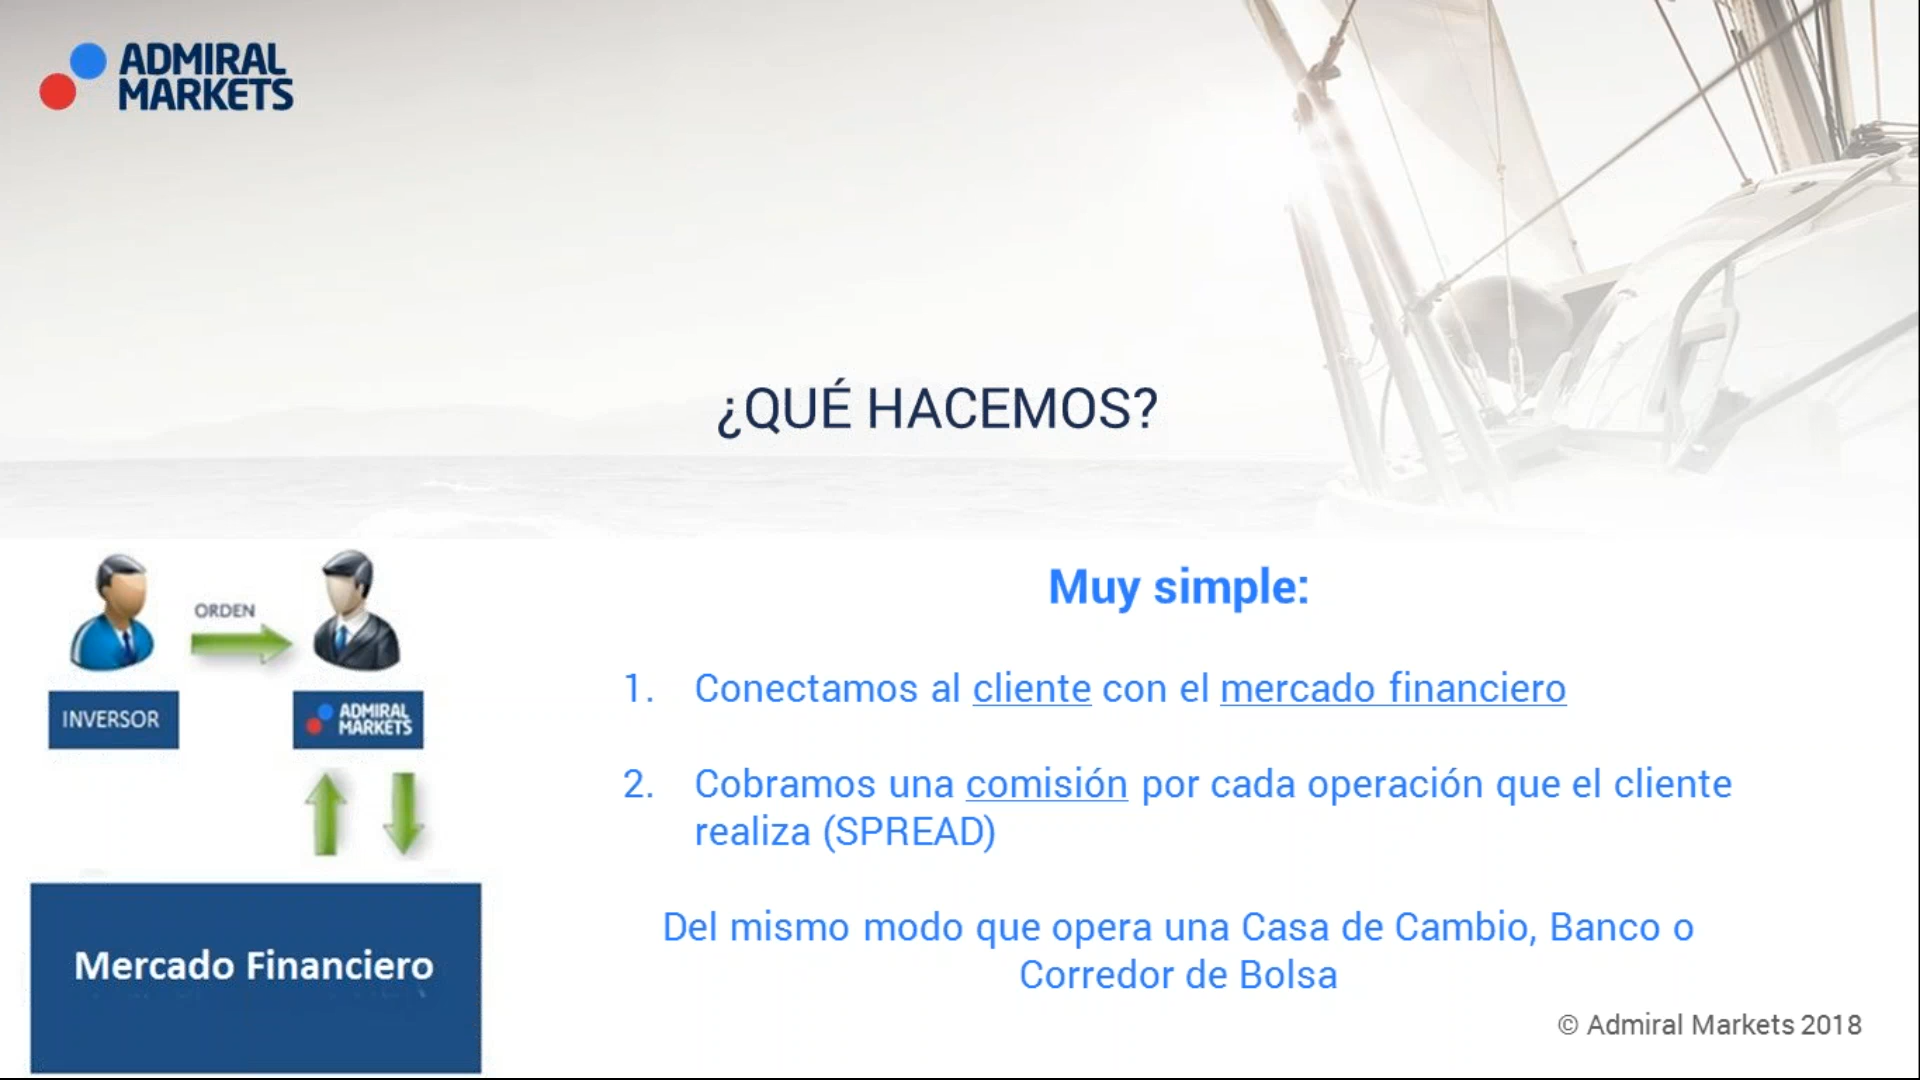 ADMIRAL
MARKETS
¿QUÉ HACEMOS?
ORDEN
INVERSOR
ADMIRAL
MARKETS
Mercado Financiero
Muy simple:
1. Conectamos al cliente con el mercado financiero
2. Cobramos una comisión por cada operación que el cliente
realiza (SPREAD)
Del mismo modo que opera una Casa de Cambio, Banco o
Corredor de Bolsa
© Admiral Markets 2018